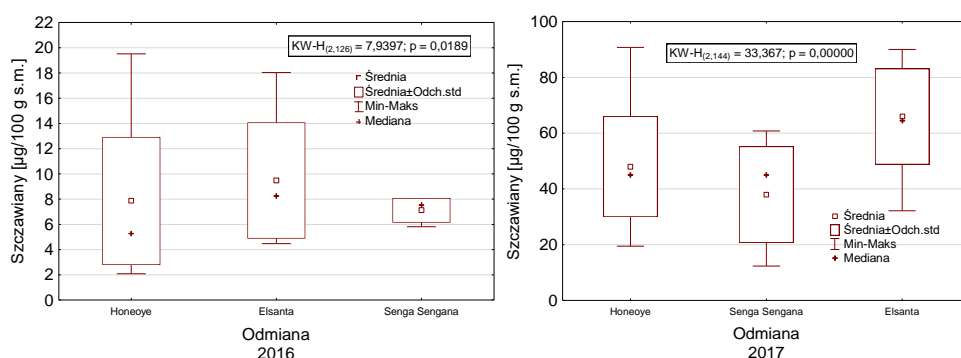 22
20
18
16
14
12
10
8
6
4
2
0
Szczawiany [µg/100 g s.m.]
KW-H(2,126) = 7,9397; p = 0,0189
Średnia
Średnia±Odch.std
Min-Maks
Mediana
Honeoye Elsanta Senga Sengana
Odmiana
2016
100
80
60
40
20
0
Szczawiany [µg/100 g s.m.]
KW-H(2,144) = 33,367; p = 0,00000
Średnia
Średnia±Odch.std
Min-Maks
Mediana
Honeoye Senga Sengana Elsanta
Odmiana
2017